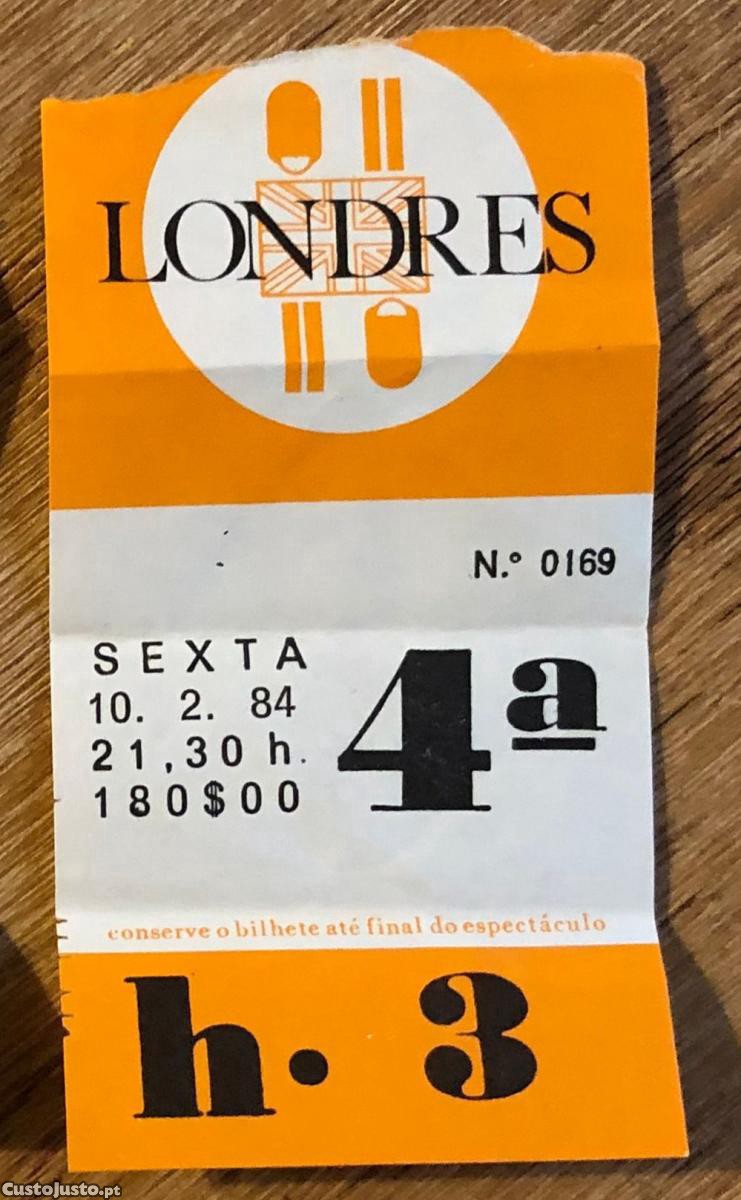 LONDRES
N.º 0169
SEXTA
10. 2. 84
21,30 h.
180$00
4ª
conserve o bilhete até final do espectáculo
h. 3
CustoJusto.pt